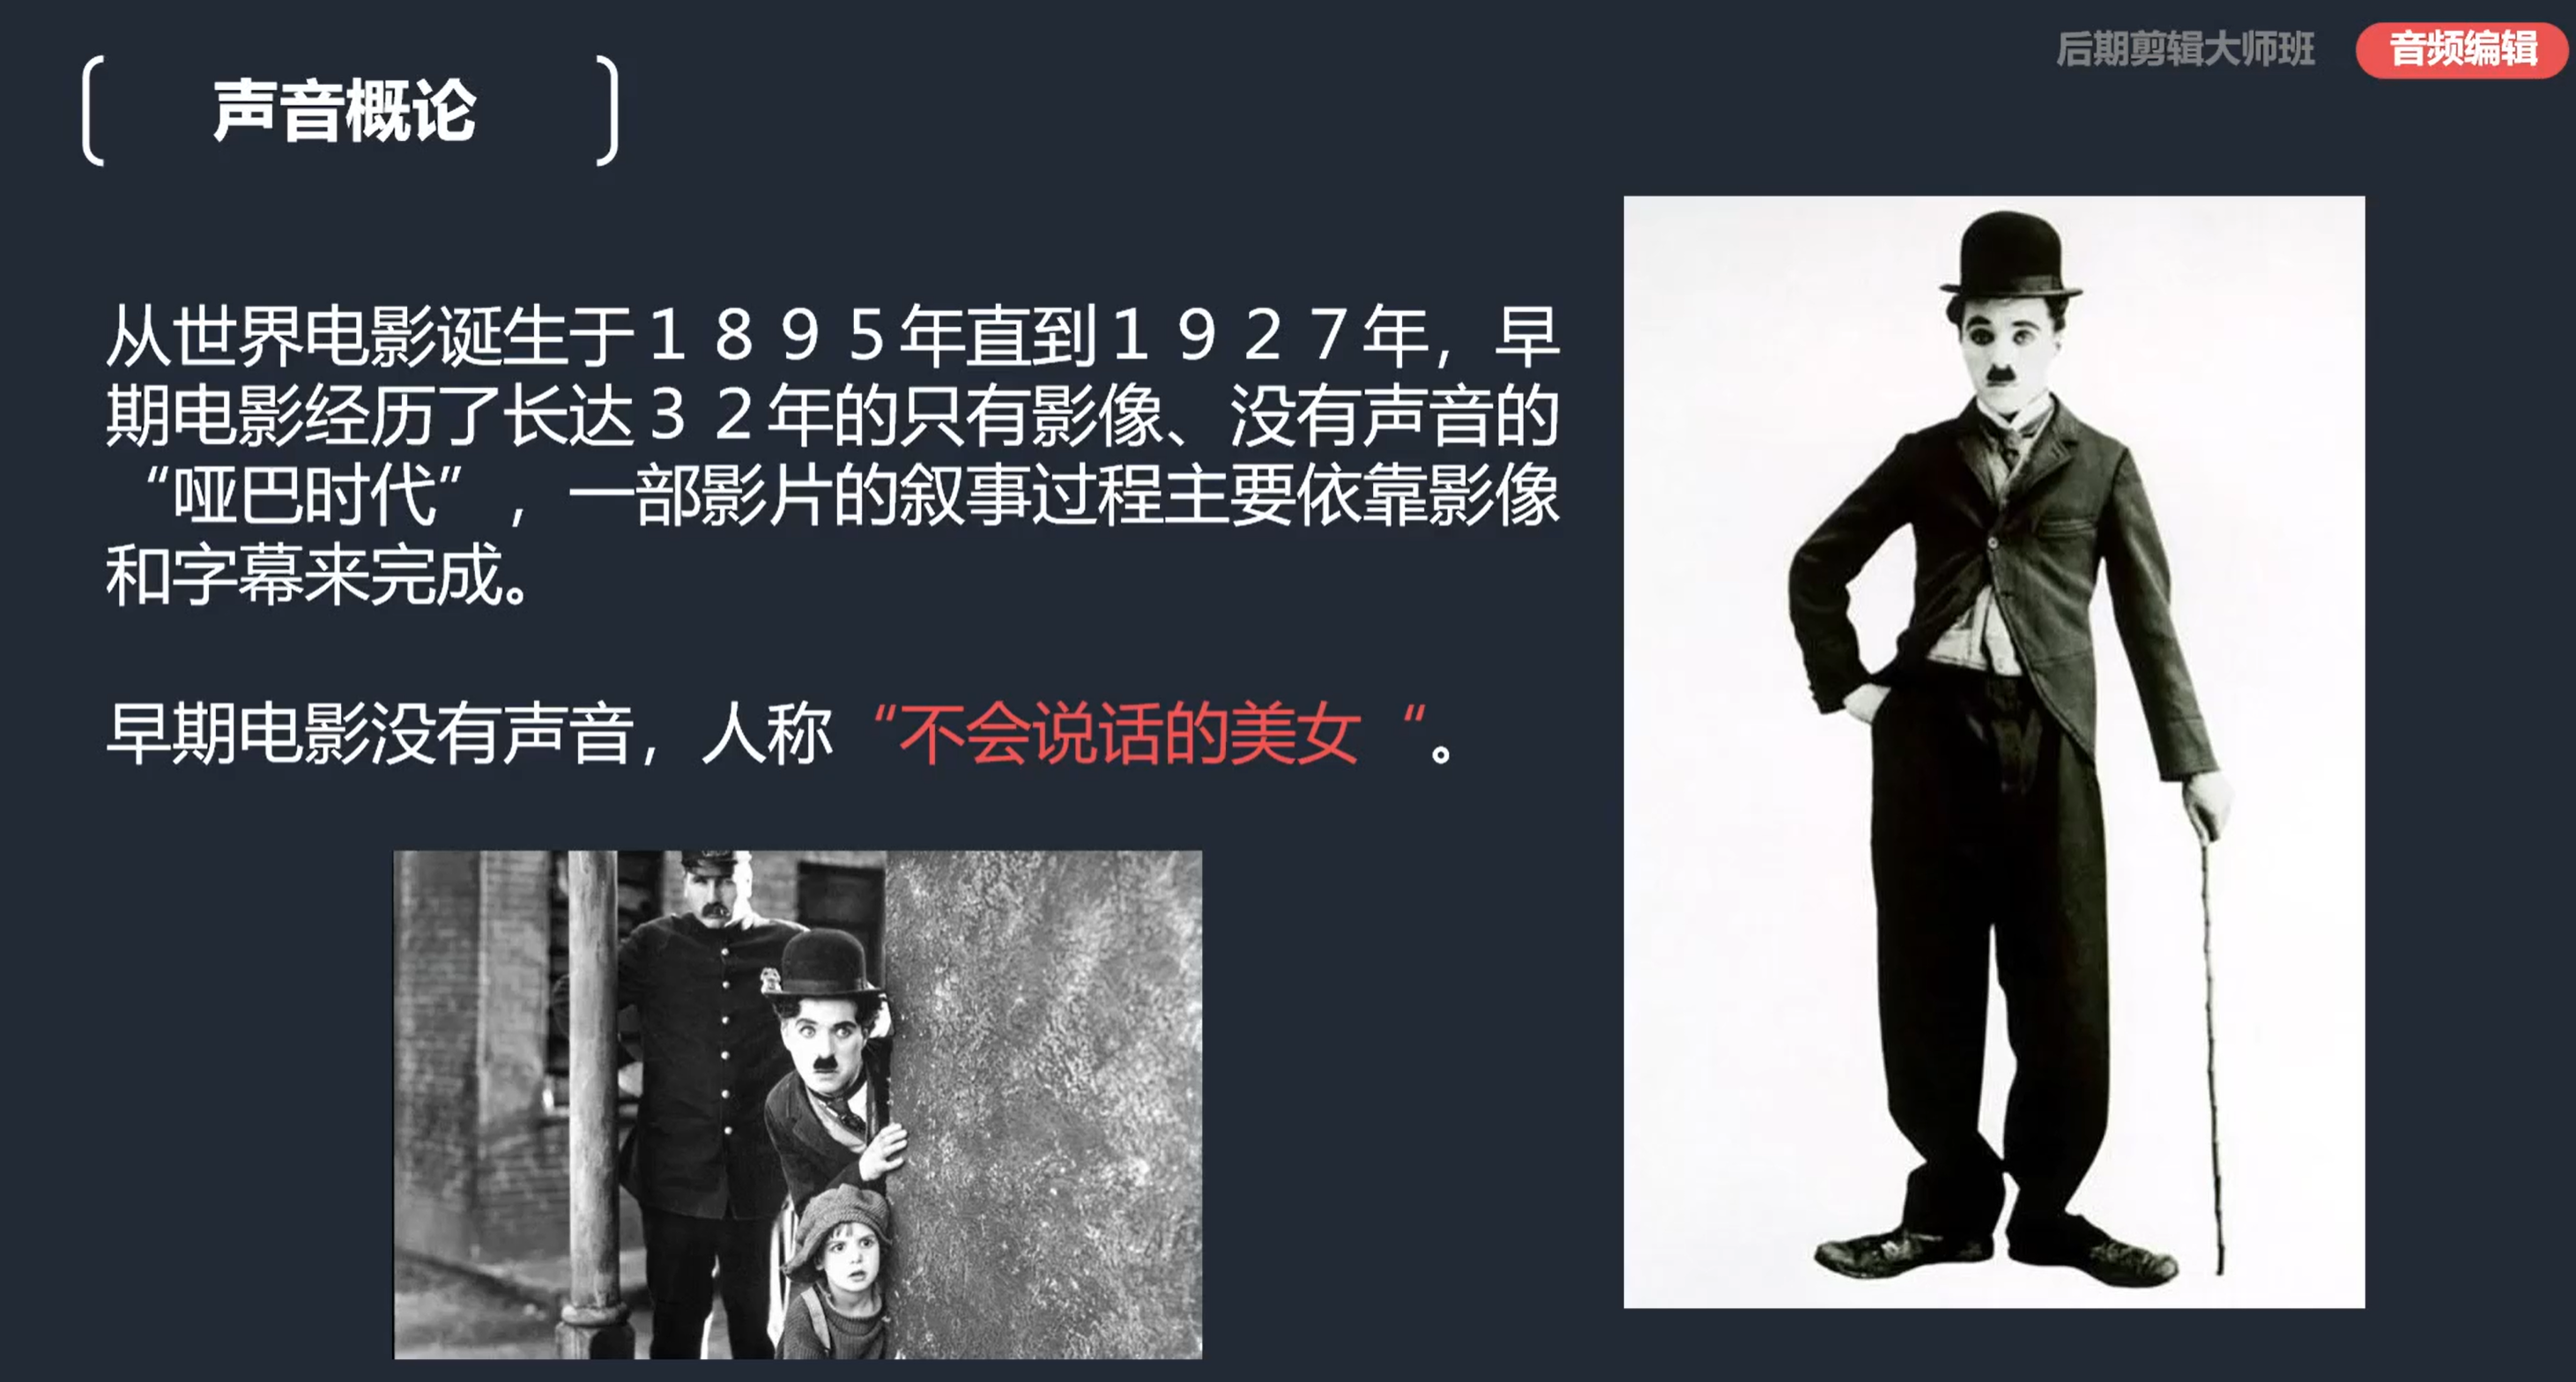 后期剪辑大师班 音频编辑
声音概论
从世界电影诞生于１８９５年直到１９２７年，早
期电影经历了长达３２年的只有影像、没有声音的
“哑巴时代”，一部影片的叙事过程主要依靠影像
和字幕来完成。
早期电影没有声音，人称“不会说话的美女“。